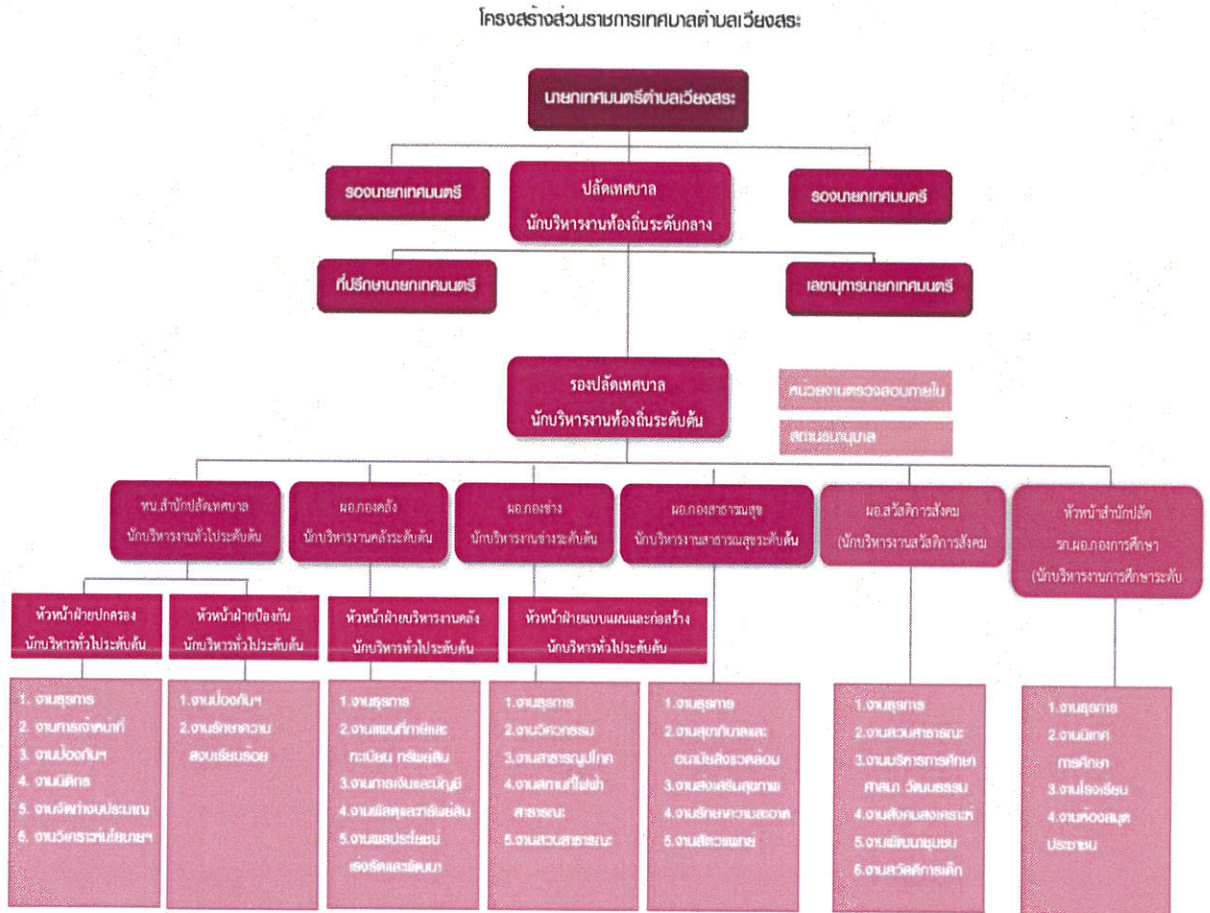 โครงสร้างส่วนราชการเทศบาลตำบลเวียงสระ
นายกเทศมนตรีตำบลเวียงสระ
รองนายกเทศมนตรี
ปลัดเทศบาล
นักบริหารงานท้องถิ่นระดับกลาง
รองนายกเทศมนตรี
ที่ปรึกษานายกเทศมนตรี
เลขานุการนายกเทศมนตรี
รองปลัดเทศบาล
นักบริหารงานท้องถิ่นระดับต้น
หน่วยงานตรวจสอบภายใน
สถานธนานุบาล
หน.สำนักปลัดเทศบาล
นักบริหารงานทั่วไประดับต้น
ผอ.กองคลัง
นักบริหารงานคลังระดับต้น
ผอ.กองช่าง
นักบริหารงานช่างระดับต้น
ผอ.กองสาธารณสุข
นักบริหารงานสาธารณสุขระดับต้น
ผอ.สวัสดิการสังคม
(นักบริหารงานสวัสดิการสังคม
หัวหน้าสำนักปลัด
รก.ผอ.กองการศึกษา
(นักบริหารงานการศึกษาระดับ
หัวหน้าฝ่ายปกครอง
นักบริหารทั่วไประดับต้น
หัวหน้าฝ่ายป้องกัน
นักบริหารทั่วไประดับต้น
หัวหน้าฝ่ายบริหารงานคลัง
นักบริหารทั่วไประดับต้น
หัวหน้าฝ่ายแบบแผนและก่อสร้าง
นักบริหารทั่วไประดับต้น
1. งานธุรการ
2. งานการเจ้าหน้าที่
3. งานป้องกันฯ
4. งานนิติกร
5. งานจัดทำงบประมาณ
6. งานวิเคราะห์นโยบายฯ
1.งานป้องกันฯ
2.งานรักษาความ
สงบเรียบร้อย
1.งานธุรการ
2.งานแผนที่ภาษีและ
ทะเบียน ทรัพย์สิน
3.งานการเงินและบัญชี
4.งานพัสดุและทรัพย์สิน
5.งานผลประโยชน์
เร่งรัดและพัฒนา
1.งานธุรการ
2.งานวิศวกรรม
3.งานสาธารณูปโภค
4.งานสถานที่ไฟฟ้า
สาธารณะ
5.งานสวนสาธารณะ
1.งานธุรการ
2.งานสุขาภิบาลและ
อนามัยสิ่งแวดล้อม
3.งานส่งเสริมสุขภาพ
4.งานรักษาความสะอาด
5.งานสัตวแพทย์
1.งานธุรการ
2.งานสวนสาธารณะ
3.งานบริหารการศึกษา
ศาสนา วัฒนธรรม
4.งานสังคมสงเคราะห์
5.งานพัฒนาชุมชน
6.งานสวัสดิการเด็ก
1.งานธุรการ
2.งานนิเทศ
การศึกษา
3.งานโรงเรียน
4.งานห้องสมุด
ประชาชน